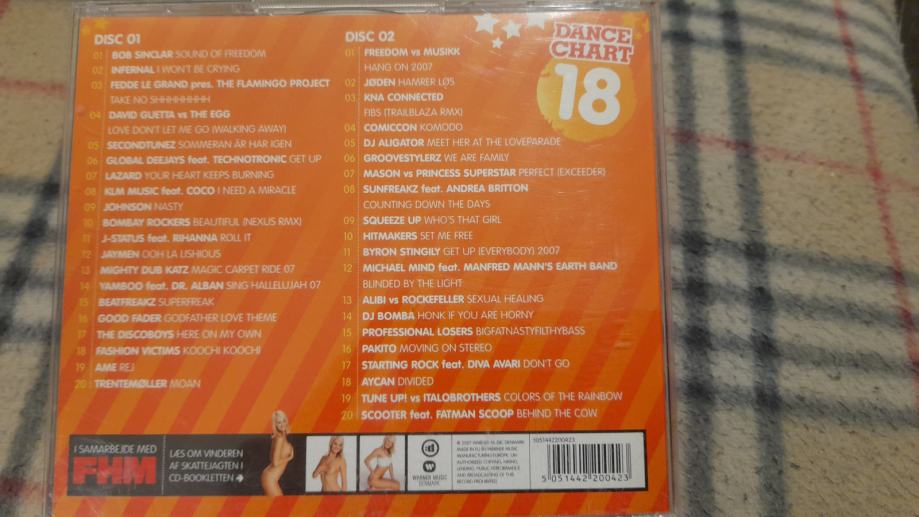 DISC 01
01 BOB SINCLAR SOUND OF FREEDOM
02 INFERNAL I WON'T BE CRYING
03 FEDDE LE GRAND pres. THE FLAMINGO PROJECT
TAKE NO SHHHHHHHHH
04 DAVID GUETTA vs THE EGG
LOVE DON'T LET ME GO (WALKING AWAY)
05 SECONDTUNEZ SOMMEREN ÄR HAR IGEN
06 GLOBAL DEEJAYS feat. TECHNOTRONIC GET UP
07 LAZARD YOUR HEART KEEPS BURNING
08 KLM MUSIC feat. COCO I NEED A MIRACLE
09 JOHNSON NASTY
10 BOMBAY ROCKERS BEAUTIFUL (NEXUS RMX)
11 J-STATUS feat. RIHANNA ROLL IT
12 JAYMEN OOH LA LISHIOUS
13 MIGHTY DUB KATZ MAGIC CARPET RIDE 07
14 YAMBOO feat. DR. ALBAN SING HALLELUJAH 07
15 BEATFREAKZ SUPERFREAK
16 GOOD FADER GODFATHER LOVE THEME
17 THE DISCOBOYS HERE ON MY OWN
18 FASHION VICTIMS KOOCHI KOOCHI
19 AME REJ
20 TRENTEMØLLER MOAN
DISC 02
01 FREEDOM vs MUSIKK
HANG ON 2007
02 JØDEN HAMRER LØS
03 KNA CONNECTED
FIBS (TRAILBLAZA RMX)
04 COMICCON KOMODO
05 DJ ALIGATOR MEET HER AT THE LOVEPARADE
06 GROOVESTYLERZ WE ARE FAMILY
07 MASON vs PRINCESS SUPERSTAR PERFECT (EXCEEDER)
08 SUNFREAKZ feat. ANDREA BRITTON
COUNTING DOWN THE DAYS
09 SQUEEZE UP WHO'S THAT GIRL
10 HITMAKERS SET ME FREE
11 BYRON STINGILY GET UP (EVERYBODY) 2007
12 MICHAEL MIND feat. MANFRED MANN'S EARTH BAND
BLINDED BY THE LIGHT
13 ALIBI vs ROCKEFELLER SEXUAL HEALING
14 DJ BOMBA HONK IF YOU ARE HORNY
15 PROFESSIONAL LOSERS BIGFATNASTYFILTHYBASS
16 PAKITO MOVING ON STEREO
17 STARTING ROCK feat. DIVA AVARI DON'T GO
18 AYCAN DIVIDED
19 TUNE UP! vs ITALOBROTHERS COLORS OF THE RAINBOW
20 SCOOTER feat. FATMAN SCOOP BEHIND THE COW
DANCE
CHART
18
I SAMARBEJDE MED
FHM
LÆS OM VINDEREN
AF SKATTEJAGTEN I
CD-BOOKLETTEN
WARNER MUSIC
DENMARK
5051442200423
5 051442 200423